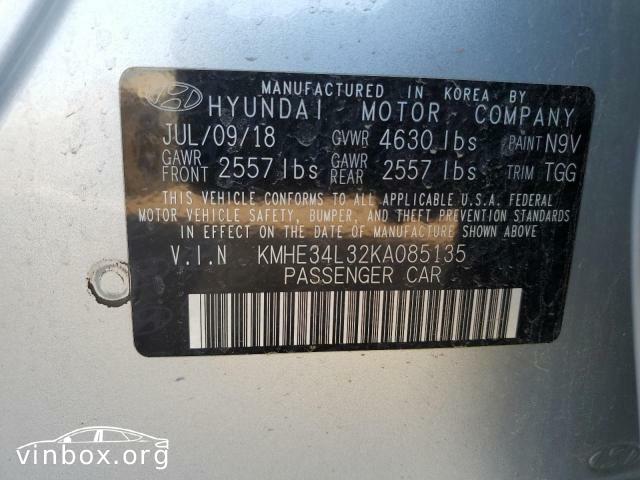 MANUFACTURED IN KOREA BY
HYUNDAI MOTOR COMPANY
JUL/09/18 GVWR 4630 lbs PAINT N9V
GAWR FRONT 2557 lbs GAWR REAR 2557 lbs TRIM TGG
THIS VEHICLE CONFORMS TO ALL APPLICABLE U.S.A. FEDERAL
MOTOR VEHICLE SAFETY, BUMPER, AND THEFT PREVENTION STANDARDS
IN EFFECT ON THE DATE OF MANUFACTURE SHOWN ABOVE.
V.I.N KMHE34L32KA085135
PASSENGER CAR
vinbox.org